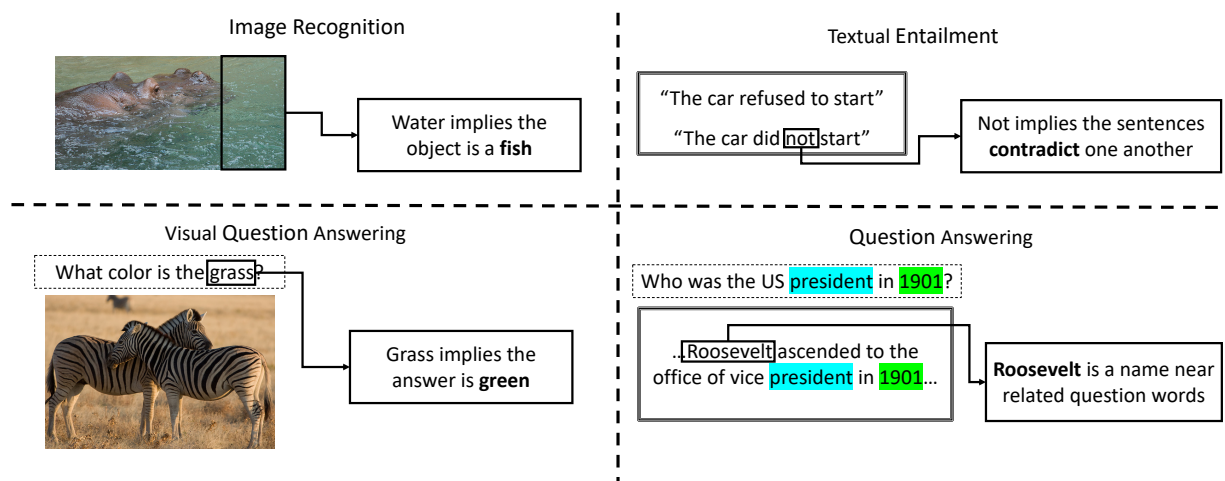 Image Recognition
Water implies the
object is a fish
Textual Entailment
“The car refused to start”
“The car did not start”
Not implies the sentences
contradict one another
Visual Question Answering
What color is the grass?
Grass implies the
answer is green
Question Answering
Who was the US president in 1901?
…Roosevelt ascended to the
office of vice president in 1901…
Roosevelt is a name near
related question words